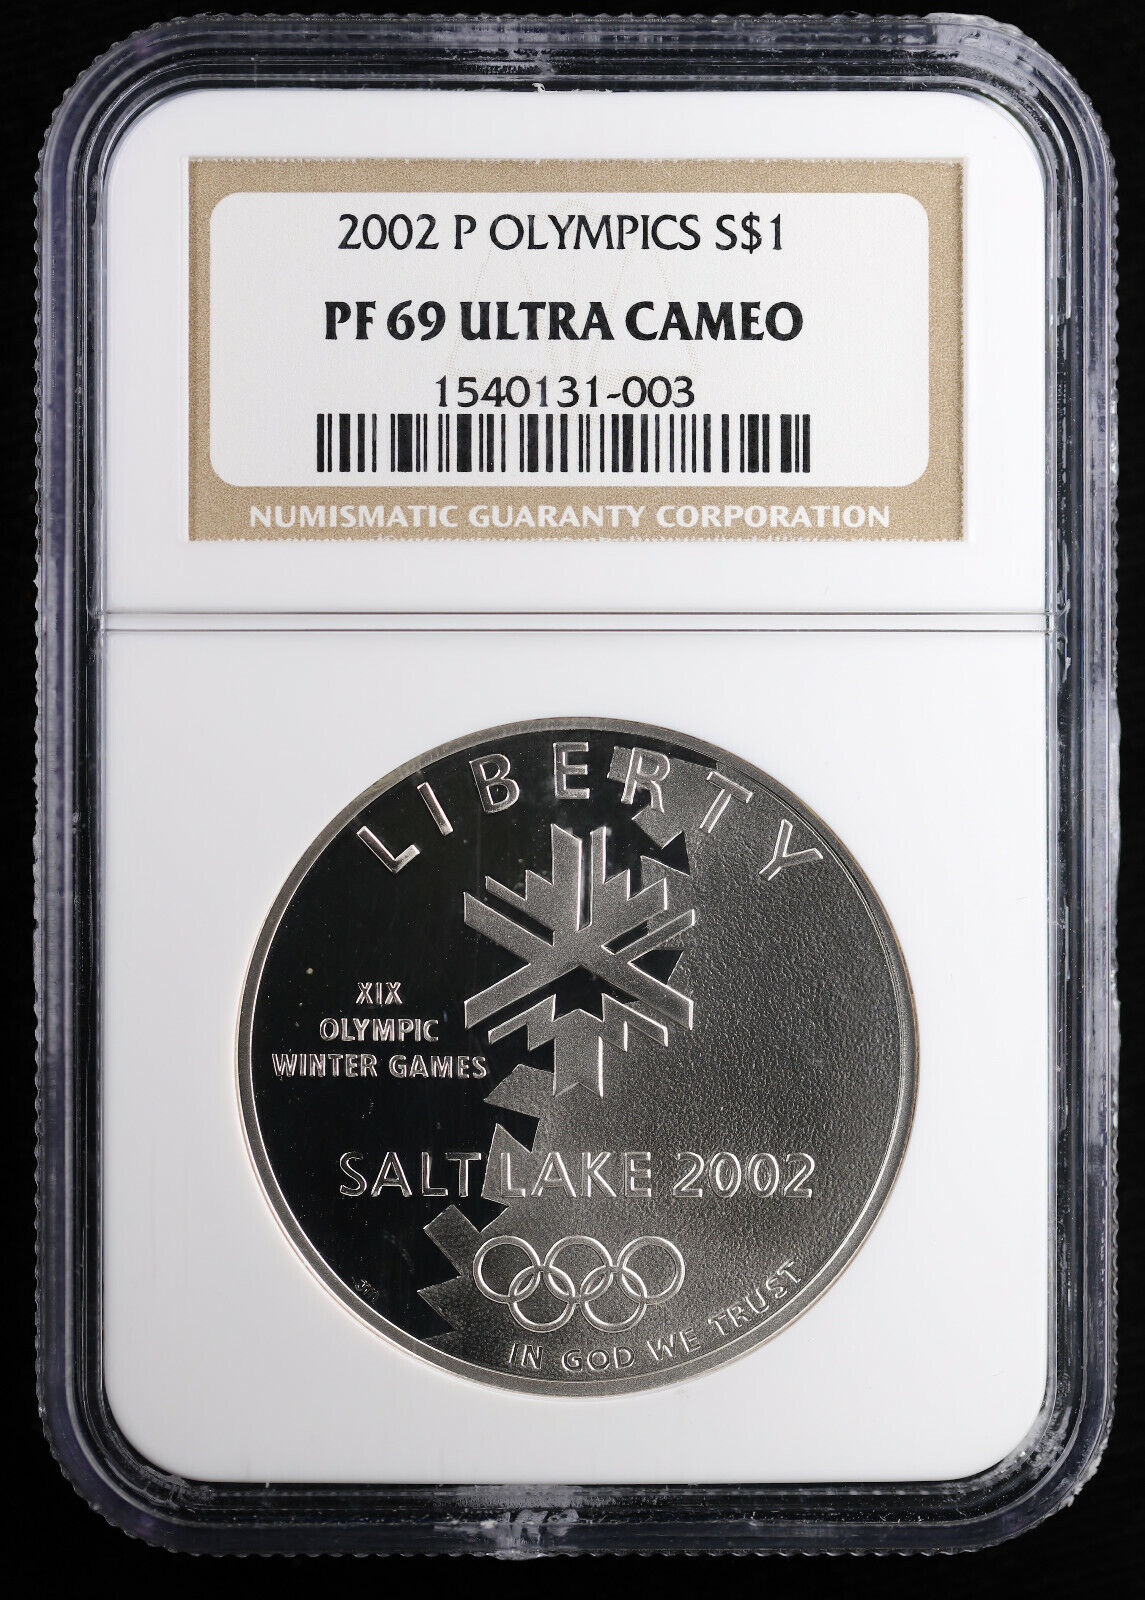 2002 P OLYMPICS S$1
PF 69 ULTRA CAMEO
1540131-003
NUMISMATIC GUARANTY CORPORATION
LIBERTY
XIX
OLYMPIC
WINTER GAMES
SALT LAKE 2002
IN GOD WE TRUST